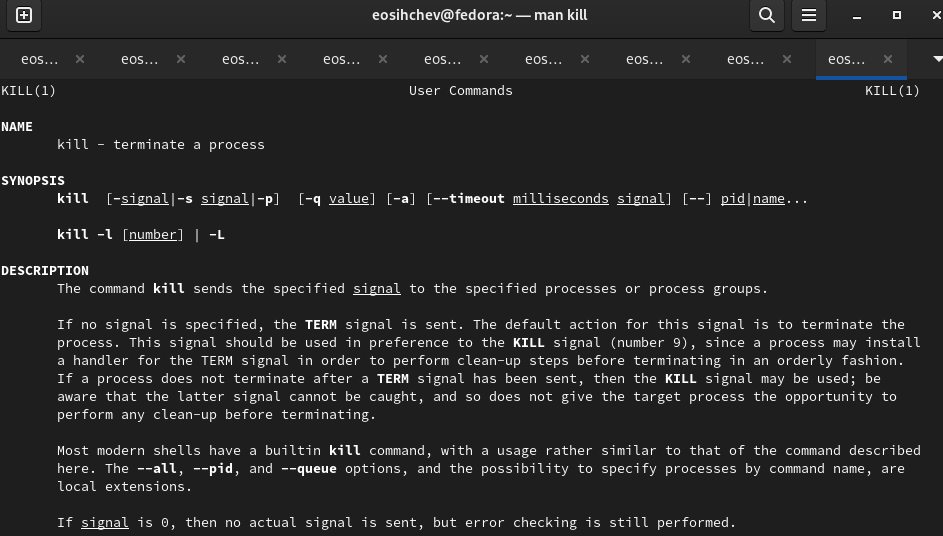 eosihchev@fedora:~ — man kill
eos... eos... eos... eos... eos... eos... eos... eos... eos...
KILL(1) User Commands KILL(1)
NAME
kill - terminate a process
SYNOPSIS
kill [-signal|-s signal|-p] [-q value] [-a] [--timeout milliseconds signal] [--] pid|name...
kill -l [number] | -L
DESCRIPTION
The command kill sends the specified signal to the specified processes or process groups.
If no signal is specified, the TERM signal is sent. The default action for this signal is to terminate the
process. This signal should be used in preference to the KILL signal (number 9), since a process may install
a handler for the TERM signal in order to perform clean-up steps before terminating in an orderly fashion.
If a process does not terminate after a TERM signal has been sent, then the KILL signal may be used; be
aware that the latter signal cannot be caught, and so does not give the target process the opportunity to
perform any clean-up before terminating.
Most modern shells have a builtin kill command, with a usage rather similar to that of the command described
here. The --all, --pid, and --queue options, and the possibility to specify processes by command name, are
local extensions.
If signal is 0, then no actual signal is sent, but error checking is still performed.